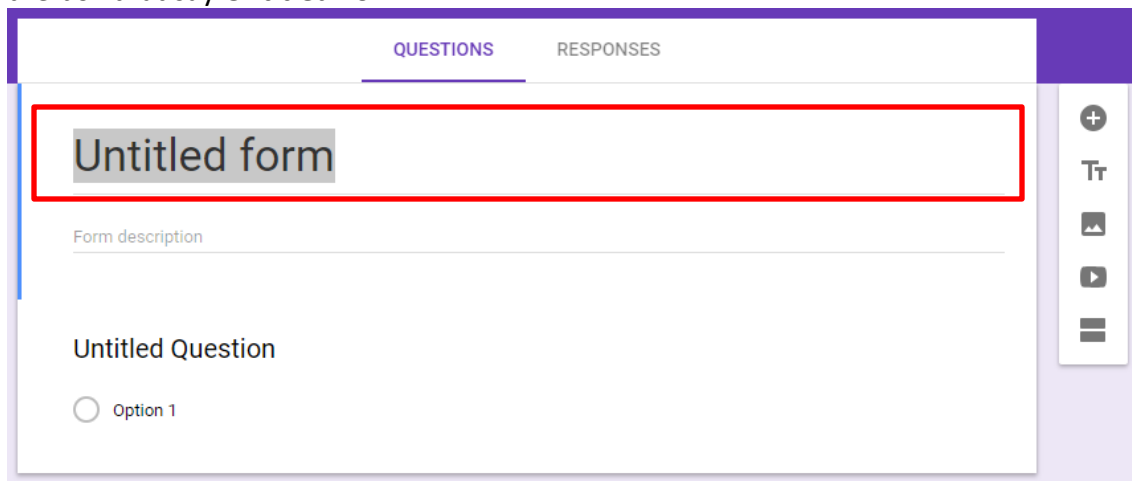 QUESTIONS RESPONSES
Untitled form
Form description
Untitled Question
Option 1